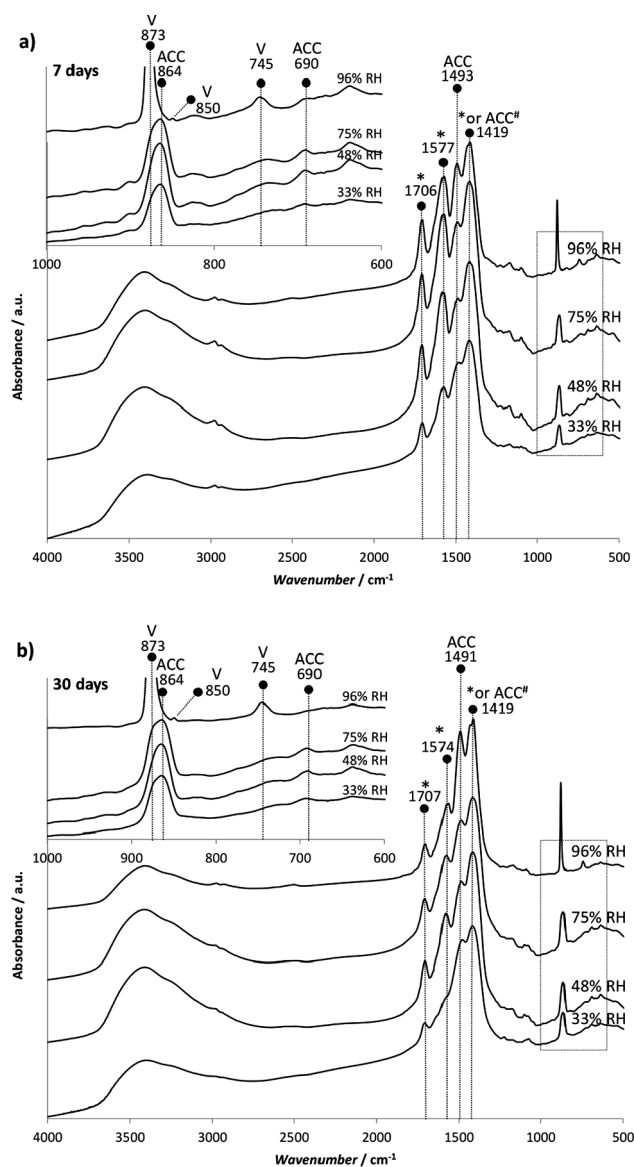 a)
7 days
V
873
ACC
864
V
850
V
745
ACC
690
96% RH
75% RH
48% RH
33% RH
1000
800
600
ACC
1493
*or ACC#
1419
*
1577
*
1706
96% RH
75% RH
48% RH
33% RH
Absorbance / a.u.
4000
3500
3000
2500
2000
1500
1000
500
Wavenumber / cm-1
b)
30 days
V
873
ACC
864
V
850
V
745
ACC
690
96% RH
75% RH
48% RH
33% RH
1000
900
800
700
600
ACC
1491
*or ACC#
1419
*
1574
*
1707
96% RH
75% RH
48% RH
33% RH
Absorbance / a.u.
4000
3500
3000
2500
2000
1500
1000
500
Wavenumber / cm-1